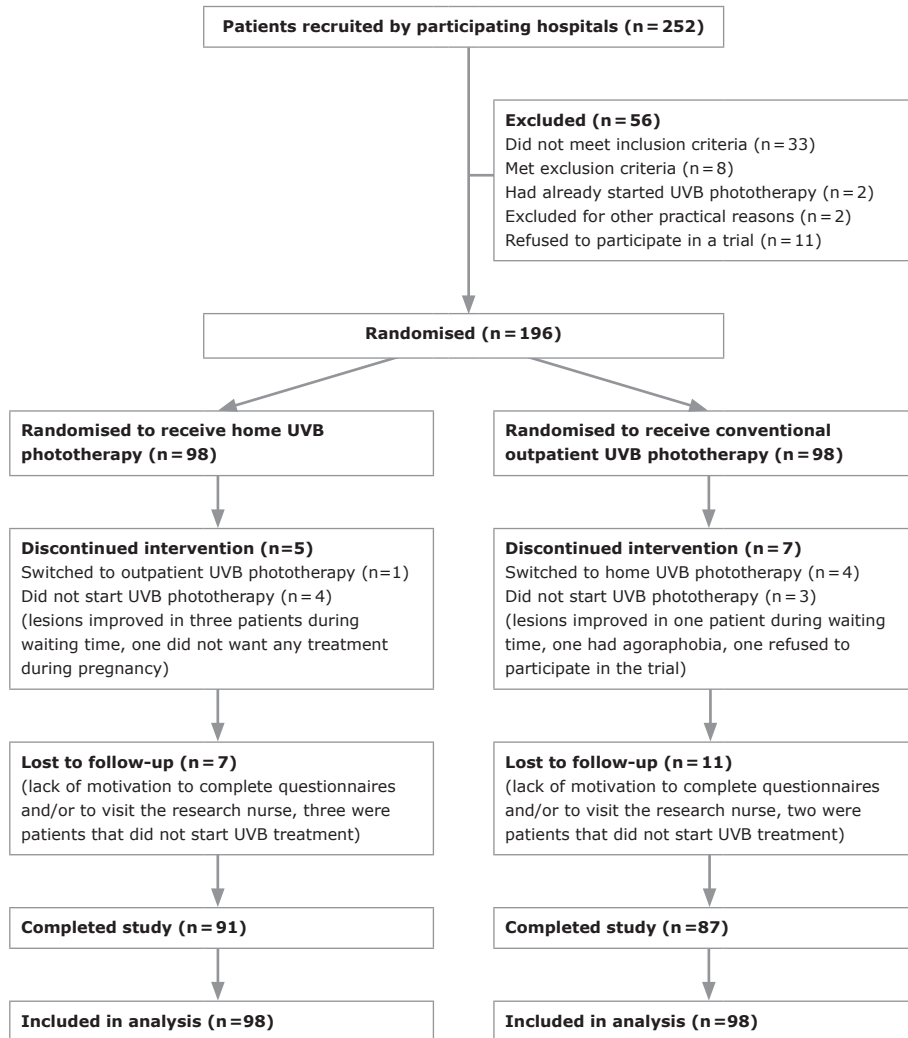 Patients recruited by participating hospitals (n = 252)
Excluded (n = 56)
Did not meet inclusion criteria (n = 33)
Met exclusion criteria (n = 8)
Had already started UVB phototherapy (n = 2)
Excluded for other practical reasons (n = 2)
Refused to participate in a trial (n = 11)
Randomised (n = 196)
Randomised to receive home UVB
phototherapy (n = 98)
Discontinued intervention (n=5)
Switched to outpatient UVB phototherapy (n=1)
Did not start UVB phototherapy (n = 4)
(lesions improved in three patients during
waiting time, one did not want any treatment
during pregnancy)
Lost to follow-up (n = 7)
(lack of motivation to complete questionnaires
and/or to visit the research nurse, three were
patients that did not start UVB treatment)
Completed study (n = 91)
Included in analysis (n =98)
Randomised to receive conventional
outpatient UVB phototherapy (n = 98)
Discontinued intervention (n = 7)
Switched to home UVB phototherapy (n = 4)
Did not start UVB phototherapy (n = 3)
(lesions improved in one patient during waiting
time, one had agoraphobia, one refused to
participate in the trial)
Lost to follow-up (n = 11)
(lack of motivation to complete questionnaires
and/or to visit the research nurse, two were
patients that did not start UVB treatment)
Completed study (n =87)
Included in analysis (n =98)